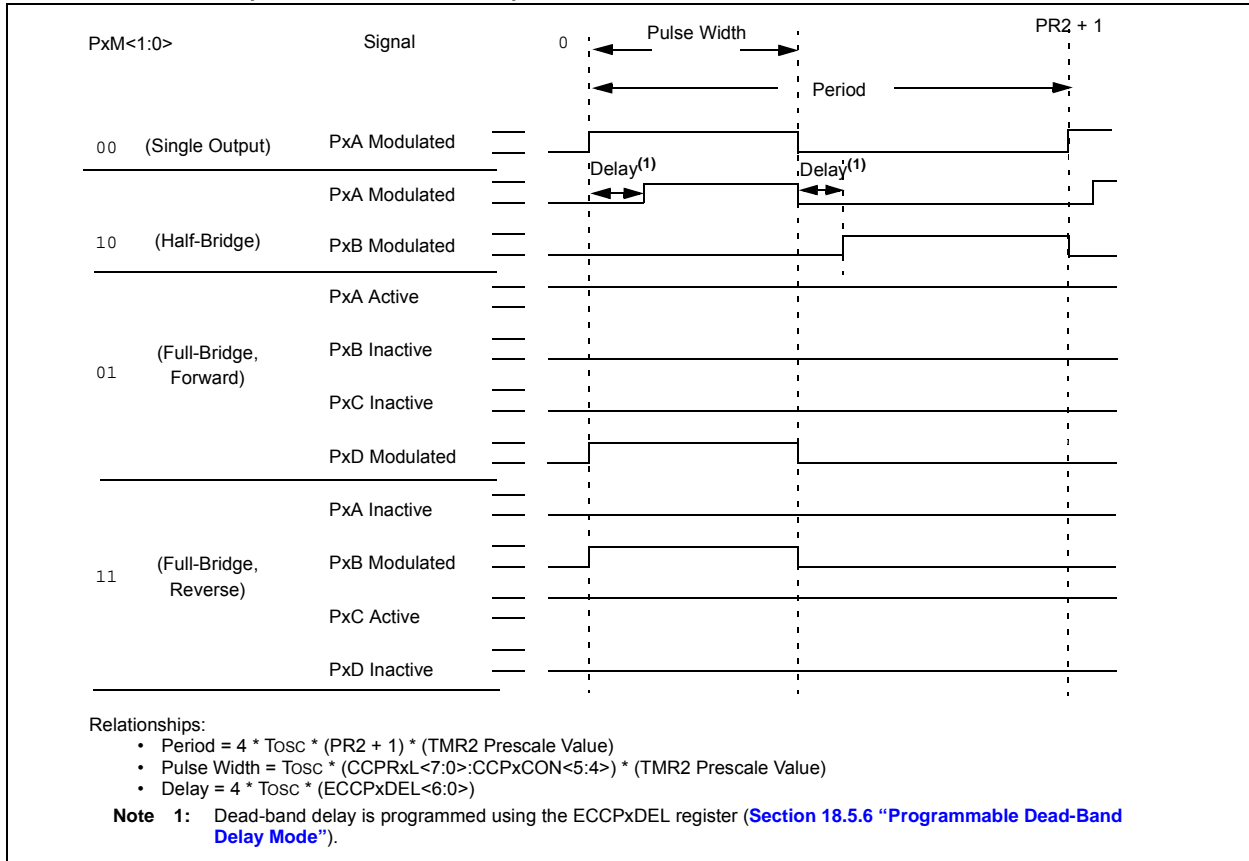 PxM<1:0> Signal 0 Pulse Width PR2 + 1
Period
00 (Single Output) PxA Modulated
Delay(1) Delay(1)
PxA Modulated
10 (Half-Bridge) PxB Modulated
PxA Active
PxB Inactive
01 (Full-Bridge, Forward)
PxC Inactive
PxD Modulated
PxA Inactive
11 (Full-Bridge, Reverse) PxB Modulated
PxC Active
PxD Inactive
Relationships:
• Period = 4 * TOSC * (PR2 + 1) * (TMR2 Prescale Value)
• Pulse Width = TOSC * (CCPRxL<7:0>:CCPxCON<5:4>) * (TMR2 Prescale Value)
• Delay = 4 * TOSC * (ECCPxDEL<6:0>)
Note 1: Dead-band delay is programmed using the ECCPxDEL register (Section 18.5.6 “Programmable Dead-Band
Delay Mode”).